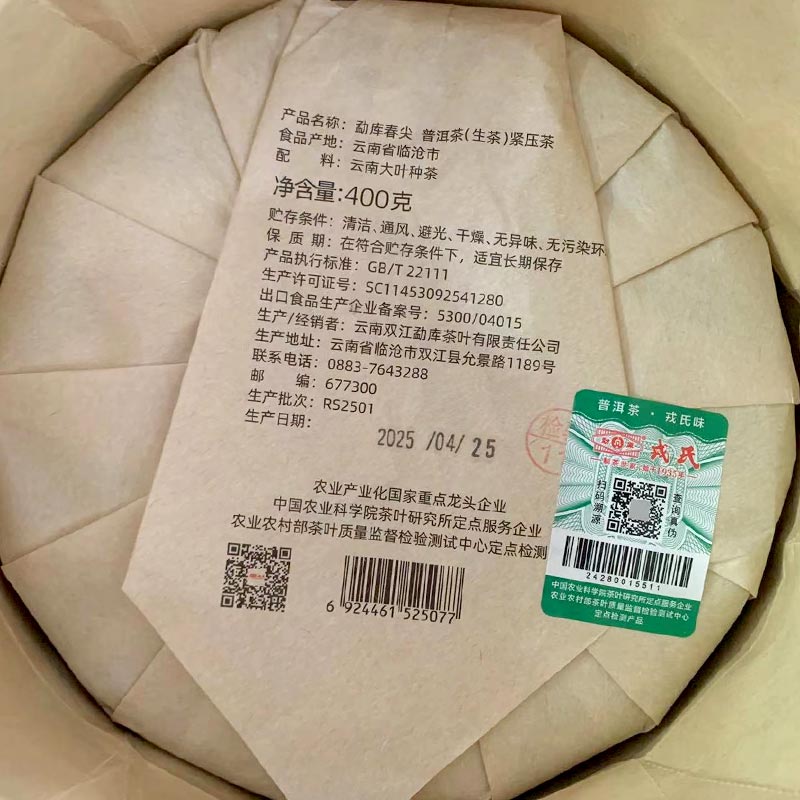 产品名称：勐库春尖 普洱茶(生茶)紧压茶
食品产地：云南省临沧市
配 料：云南大叶种茶
净含量:400克
贮存条件：清洁、通风、避光、干燥、无异味、无污染环
保 质 期：在符合贮存条件下，适宜长期保存
产品执行标准：GB/T 22111
生产许可证号：SC11453092541280
出口食品生产企业备案号：5300/04015
生产/经销者：云南双江勐库茶叶有限责任公司
生产地址：云南省临沧市双江县允景路1189号
联系电话：0883-7643288
邮 编：677300
生产批次：RS2501
生产日期：
2025 /04/ 25
农业产业化国家重点龙头企业
中国农业科学院茶叶研究所定点服务企业
农业农村部茶叶质量监督检验测试中心定点检测
6 924461 525077
普洱茶·戎氏味
戎氏
扫码溯源
查询真伪
24280015511
中国农业科学院茶叶研究所定点服务企业
农业农村部茶叶质量监督检验测试中心
定点检测产品